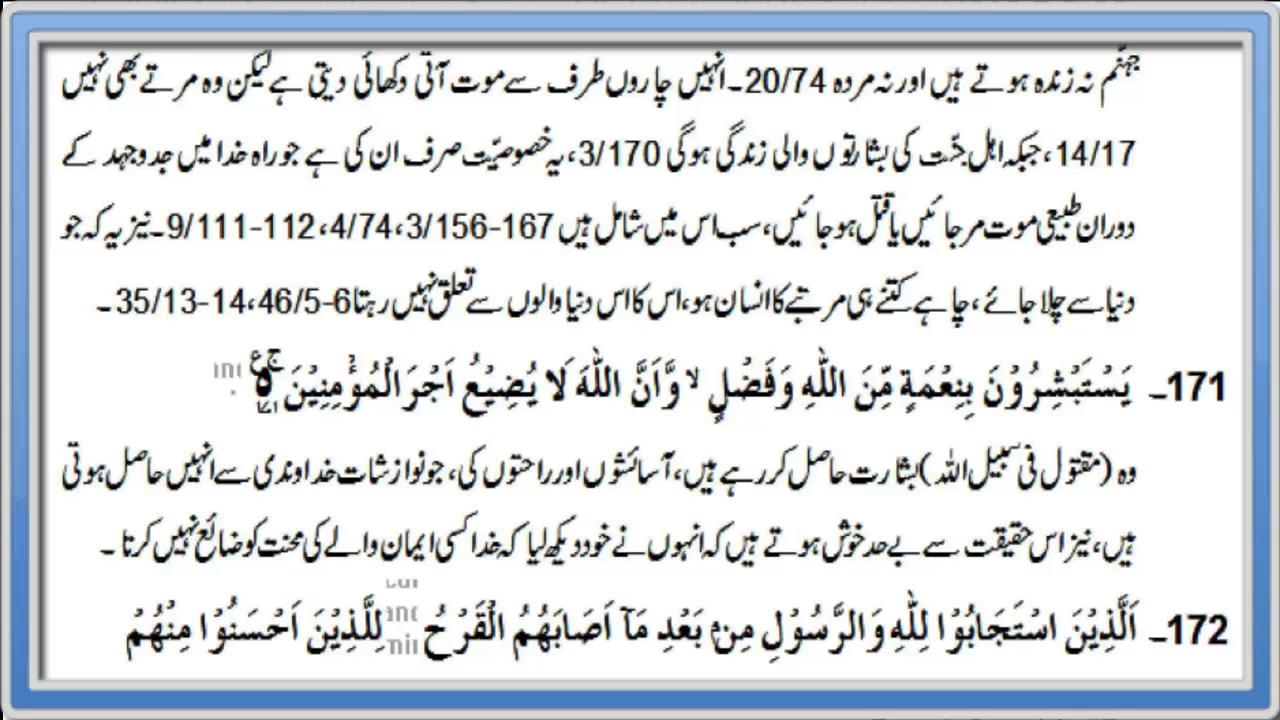 جہنّم نہ زندہ ہوتے ہیں اور نہ مردہ 20/74۔ انہیں چاروں طرف سے موت آتی دکھائی دیتی ہے لیکن وہ مرتے بھی نہیں
14/17، جبکہ اہل جنّت کی بشارتوں والی زندگی ہوگی 3/170، یہ خصوصیّت صرف ان کی ہے جو راہ خدا میں جدوجہد کے
دوران طبیعی موت مر جائیں یا قتل ہو جائیں، سب اس میں شامل ہیں 167-3/156، 4/74، 112-9/111۔ نیز یہ کہ جو
دنیا سے چلا جائے، چاہے کتنے ہی مرتبے کا انسان ہو، اس کا اس دنیا والوں سے تعلق نہیں رہتا 6-46/5، 14-35/13۔
171۔ يَسْتَبْشِرُوْنَ بِنِعْمَةٍ مِّنَ اللّٰهِ وَفَضْلٍ ۙ وَّاَنَّ اللّٰهَ لَا يُضِيْعُ اَجْرَ الْمُؤْمِنِيْنَ
وہ (مقتول فی سبیل اللہ) بشارت حاصل کر رہے ہیں، آسائشوں اور راحتوں کی، جو نوازشات خداوندی سے انہیں حاصل ہوتی
ہیں، نیز اس حقیقت سے بے حد خوش ہوتے ہیں کہ انہوں نے خود دیکھ لیا کہ خدا کسی ایمان والے کی محنت کو ضائع نہیں کرتا۔
172۔ اَلَّذِيْنَ اسْتَجَابُوْا لِلّٰهِ وَالرَّسُوْلِ مِنْۢ بَعْدِ مَاۤ اَصَابَهُمُ الْقَرْحُ لِلَّذِيْنَ اَحْسَنُوْا مِنْهُمْ